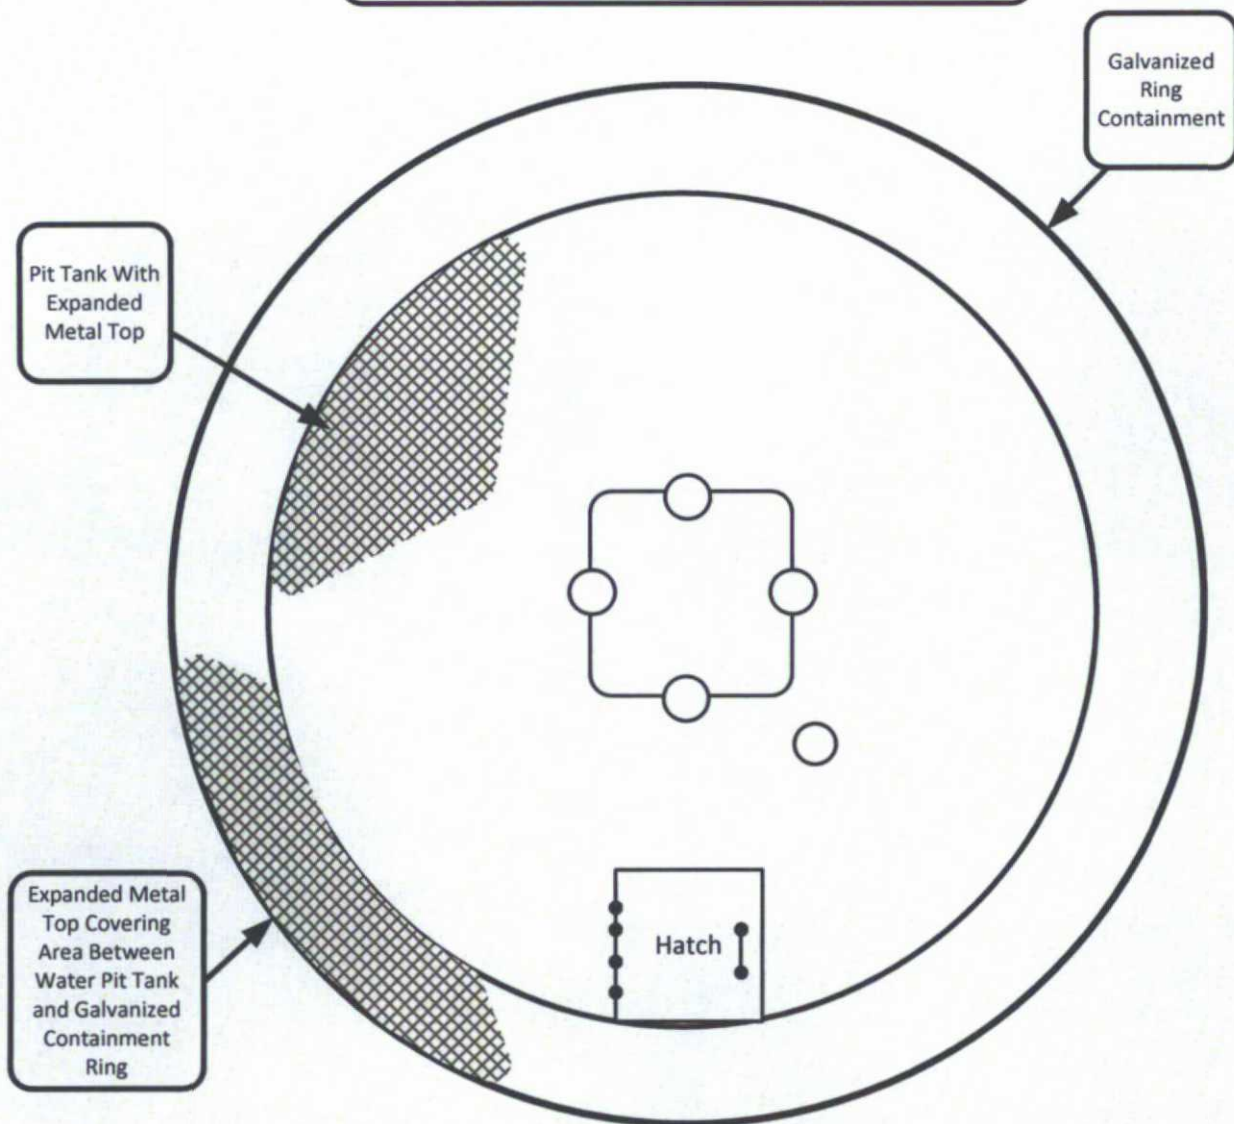 Galvanized
Ring
Containment
Pit Tank With
Expanded
Metal Top
Expanded Metal
Top Covering
Area Between
Water Pit Tank
and Galvanized
Containment
Ring
Hatch